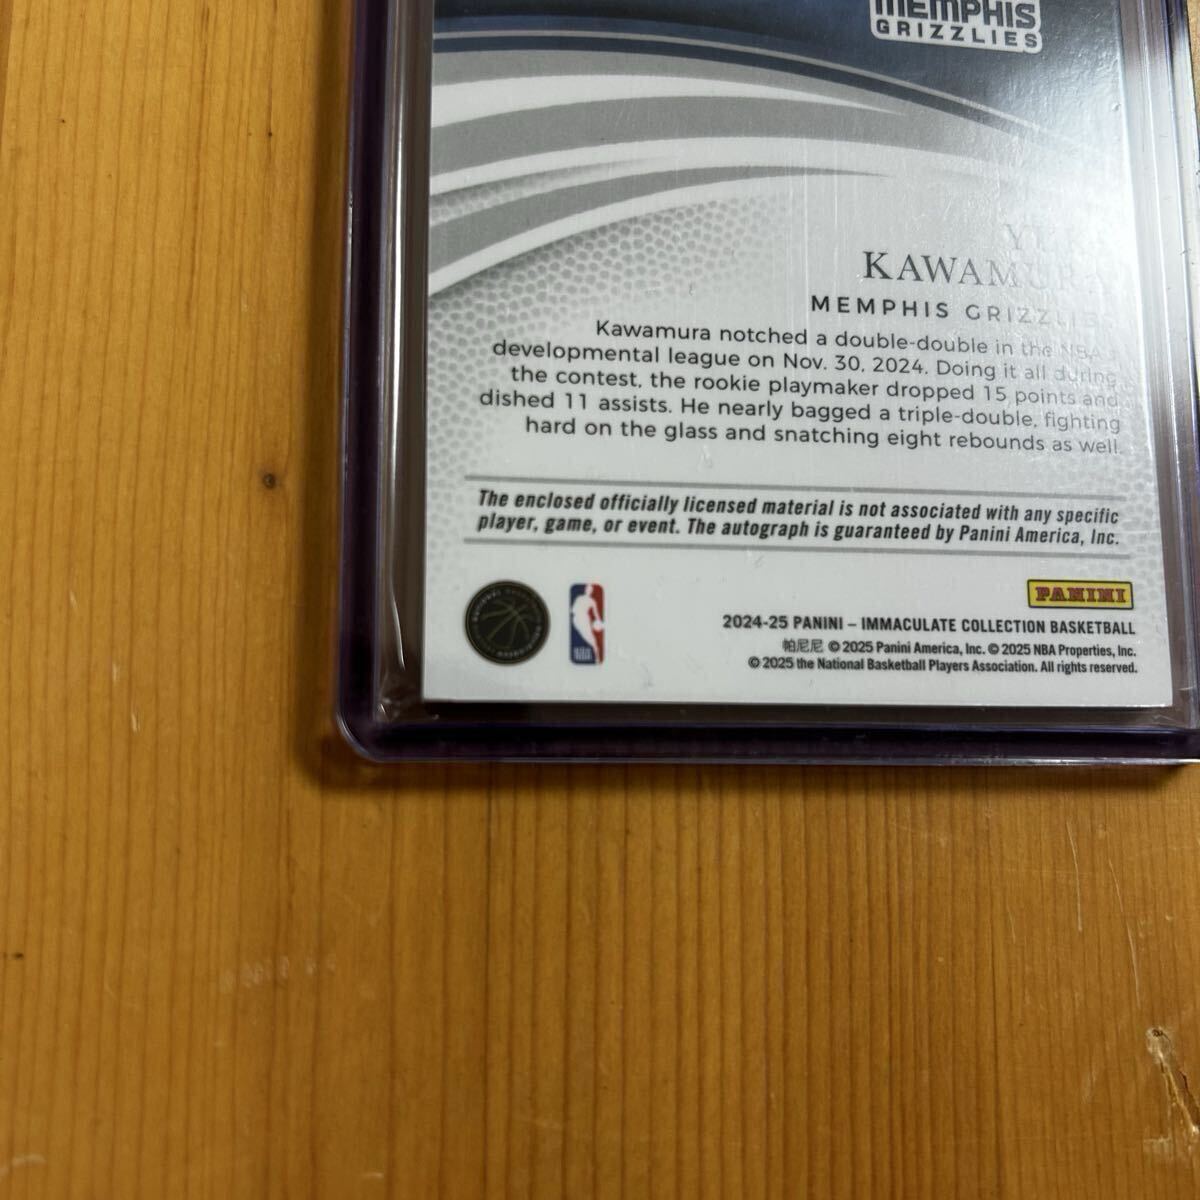 MEMPHIS
GRIZZLIES
YUKI
KAWAMURA
MEMPHIS GRIZZLIES
Kawamura notched a double-double in the NBA's
developmental league on Nov. 30, 2024. Doing it all during
the contest, the rookie playmaker dropped 15 points and
dished 11 assists. He nearly bagged a triple-double, fighting
hard on the glass and snatching eight rebounds as well.
The enclosed officially licensed material is not associated with any specific
player, game, or event. The autograph is guaranteed by Panini America, Inc.
PANINI
NBA
2024-25 PANINI – IMMACULATE COLLECTION BASKETBALL
帕尼尼 © 2025 Panini America, Inc. © 2025 NBA Properties, Inc.
© 2025 the National Basketball Players Association. All rights reserved.